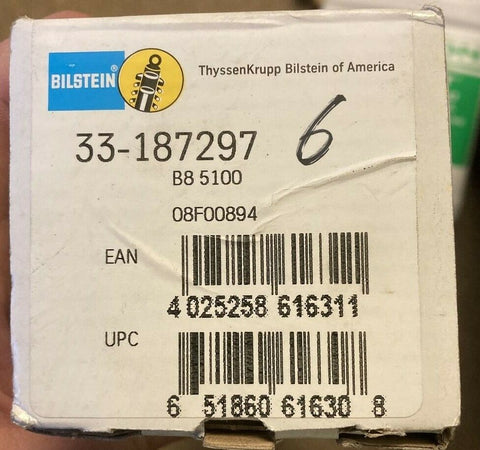 BILSTEIN
ThyssenKrupp Bilstein of America
33-187297 6
B8 5100
08F00894
EAN
4 025258 616311
UPC
6 51860 61630 8